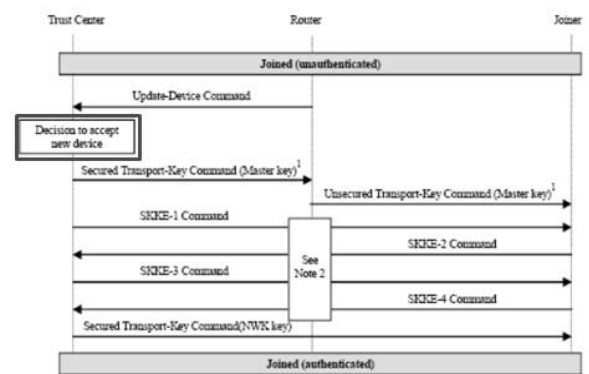 Trust Center Router Joiner
Joined (unauthenticated)
Update-Device Command
Decision to accept
new device
Secured Transport-Key Command (Master key)1
Unsecured Transport-Key Command (Master key)1
SKKE-1 Command
SKKE-2 Command
See
Note 2
SKKE-3 Command
SKKE-4 Command
Secured Transport-Key Command(NWK key)
Joined (authenticated)